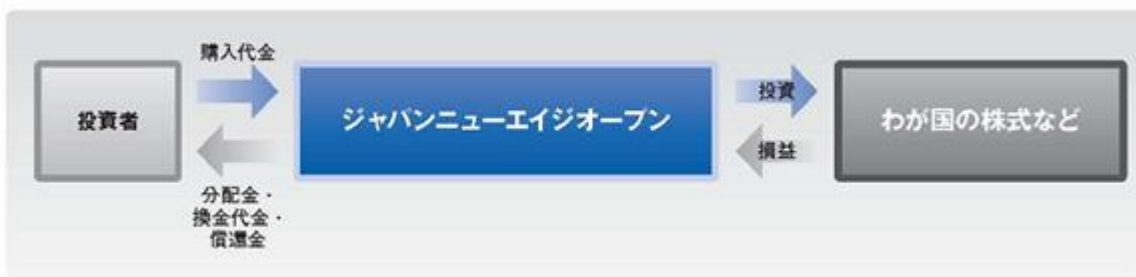 購入代金
投資者
ジャパンニューエイジオープン
投資
わが国の株式など
損益
分配金・
換金代金・
償還金